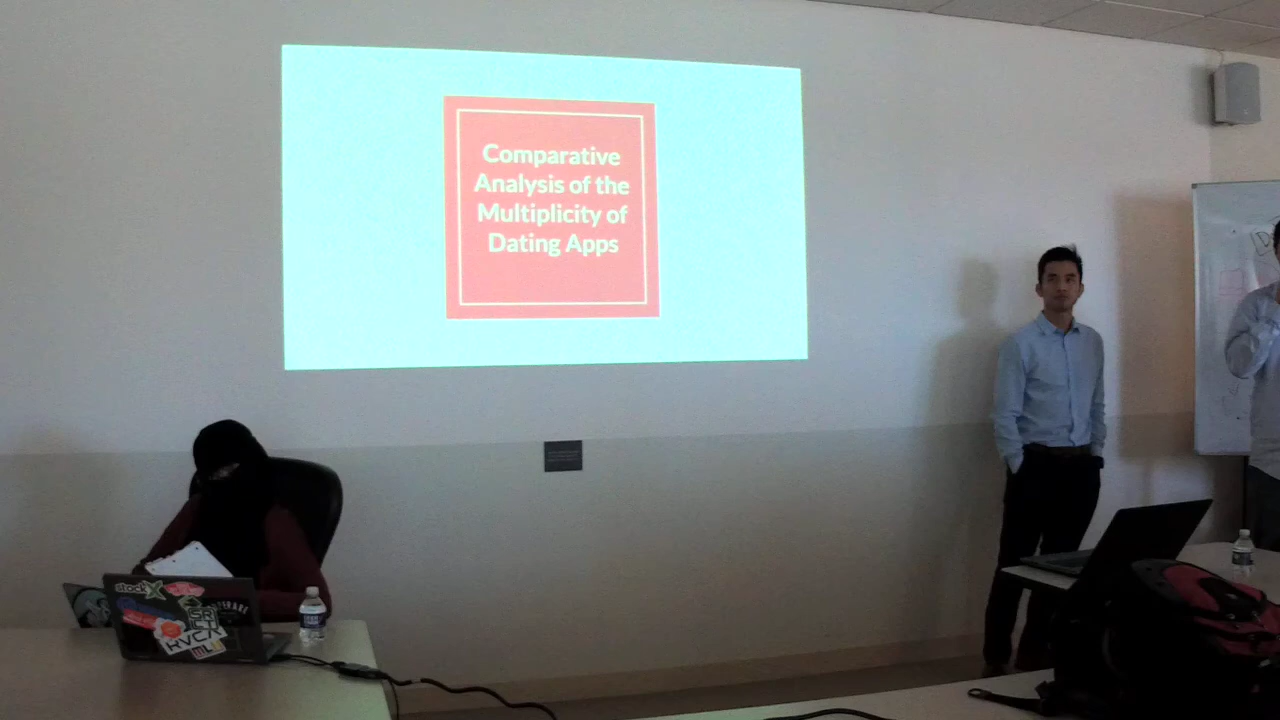 Comparative
Analysis of the
Multiplicity of
Dating Apps
stockX
RVCA